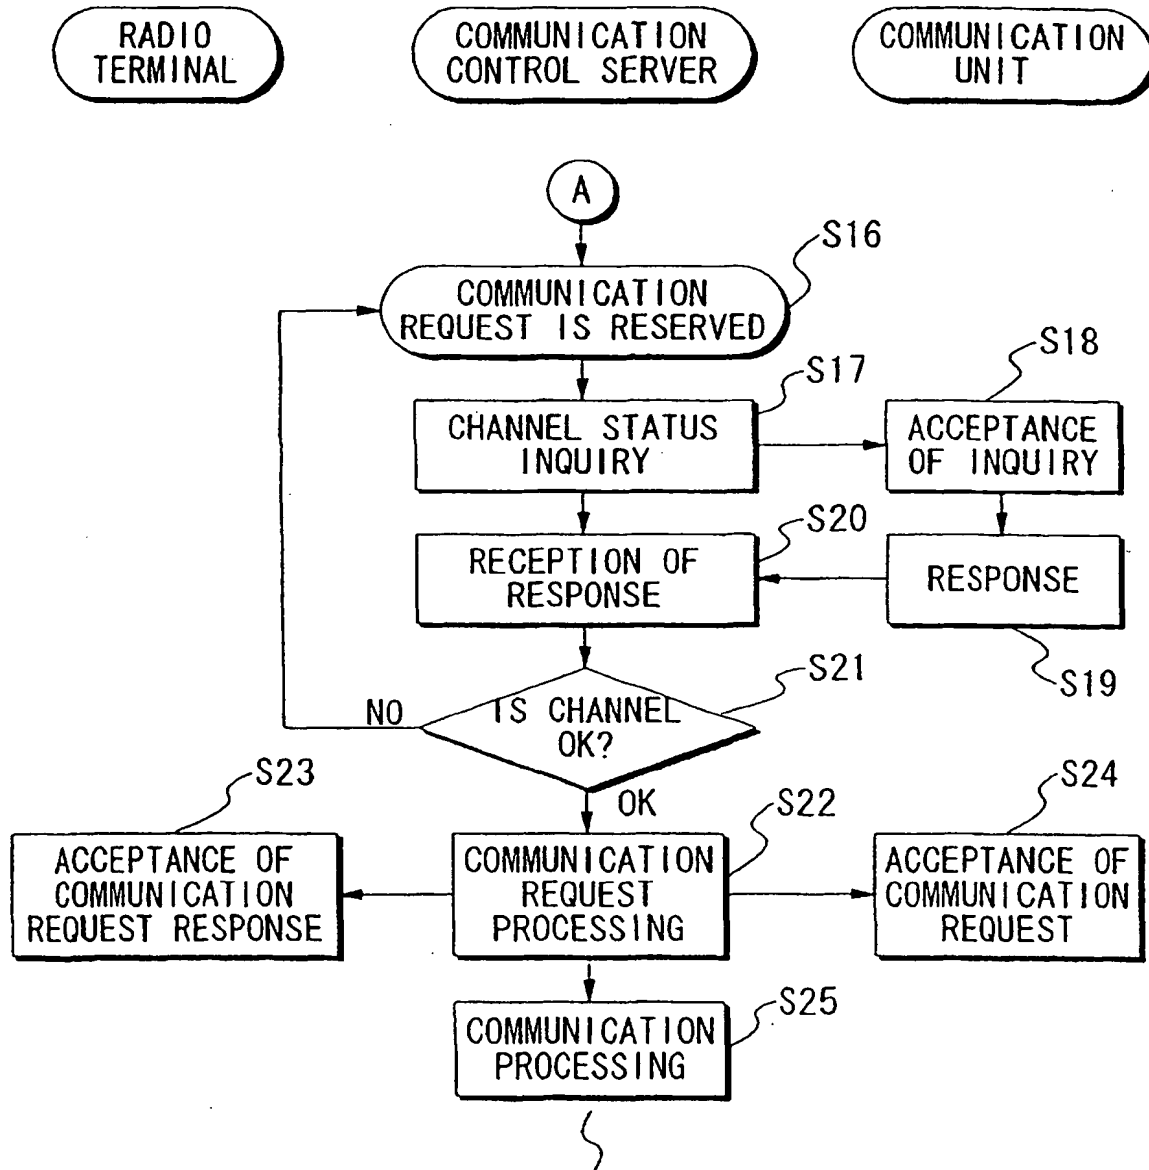 RADIO
TERMINAL
COMMUNICATION
CONTROL SERVER
COMMUNICATION
UNIT
A
S16
COMMUNICATION
REQUEST IS RESERVED
S17
CHANNEL STATUS
INQUIRY
S18
ACCEPTANCE
OF INQUIRY
S20
RECEPTION OF
RESPONSE
RESPONSE
S19
S21
IS CHANNEL
OK?
NO
OK
S23
ACCEPTANCE OF
COMMUNICATION
REQUEST RESPONSE
S22
COMMUNICATION
REQUEST
PROCESSING
S24
ACCEPTANCE OF
COMMUNICATION
REQUEST
S25
COMMUNICATION
PROCESSING